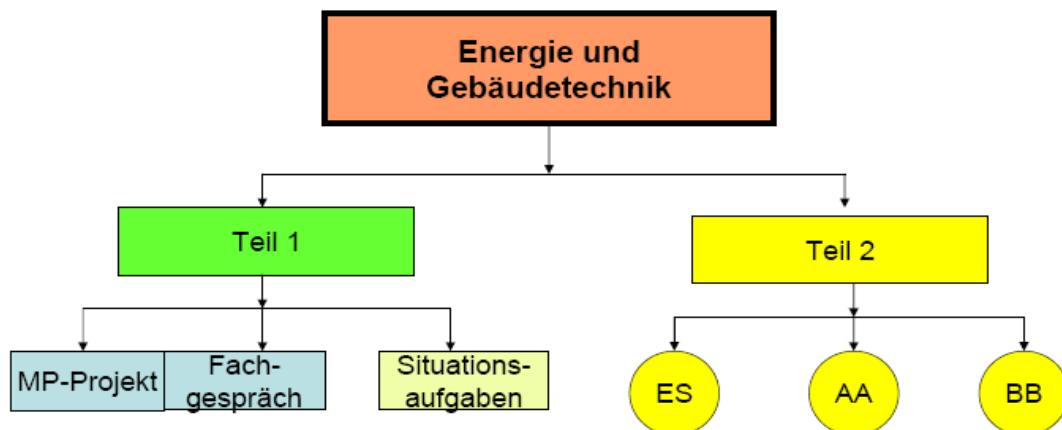 Energie und
Gebäudetechnik
Teil 1
Teil 2
MP-Projekt
Fach-
gespräch
Situations-
aufgaben
ES
AA
BB